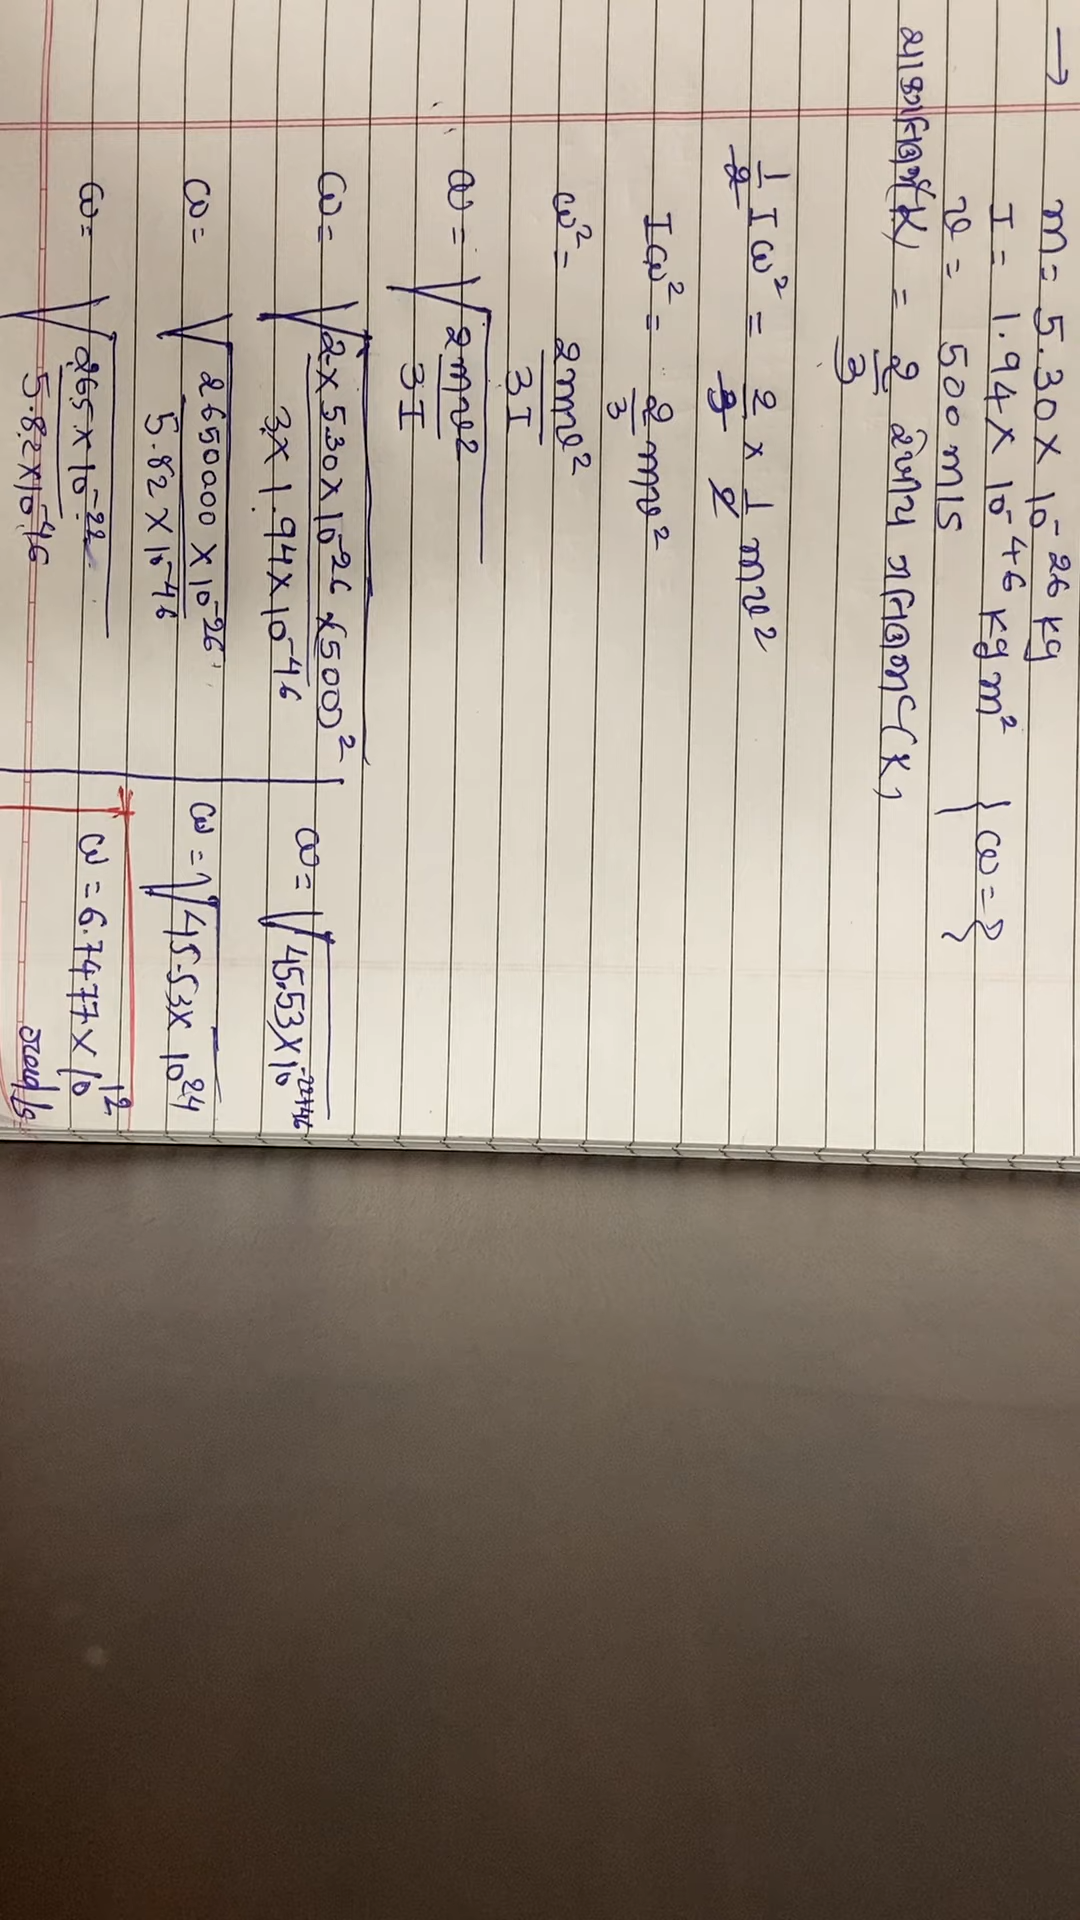 → m = 5.30 × 10⁻²⁶ kg
I = 1.94 × 10⁻⁴⁶ kg m² } ω = ?
v = 500 m/s
ચાકગતિઊર્જા (K) = 2/3 રેખીય ગતિઊર્જા (K)
1/2 Iω² = 2/3 × 1/2 mv²
Iω² = 2/3 mv²
ω² = 2mv² / 3I
ω = √(2mv² / 3I)
ω = √(2 × 5.30 × 10⁻²⁶ × (500)² / 3 × 1.94 × 10⁻⁴⁶)
ω = √(2650000 × 10⁻²⁶ / 5.82 × 10⁻⁴⁶)
ω = √(265 × 10⁻²² / 5.82 × 10⁻⁴⁶)
ω = √(45.53 × 10⁻²²⁺⁴⁶)
ω = √(45.53 × 10²⁴)
ω = 6.7477 × 10¹²
rad/s